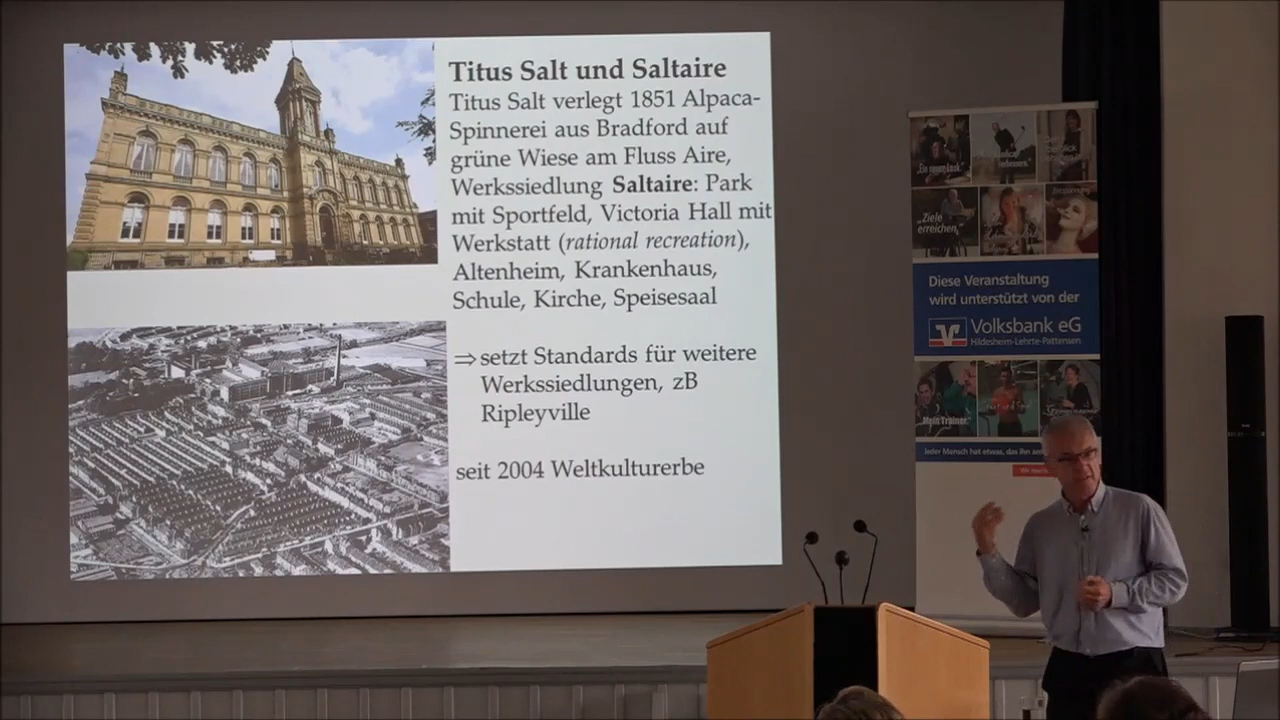 Titus Salt und Saltaire
Titus Salt verlegt 1851 Alpaca-
Spinnerei aus Bradford auf
grüne Wiese am Fluss Aire,
Werkssiedlung Saltaire: Park
mit Sportfeld, Victoria Hall mit
Werkstatt (rational recreation),
Altenheim, Krankenhaus,
Schule, Kirche, Speisesaal
⇒ setzt Standards für weitere
Werkssiedlungen, zB
Ripleyville
seit 2004 Weltkulturerbe
„Ziele
erreichen."
Diese Veranstaltung
wird unterstützt von der
Volksbank eG
Hildesheim-Lehrte-Pattensen
„Mein Trainer."
Jeder Mensch hat etwas, das ihn